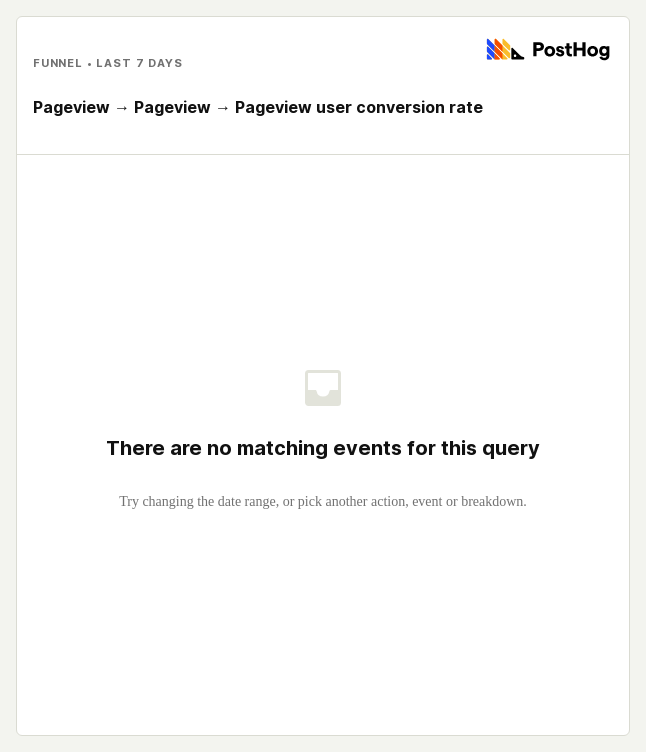 PostHog
FUNNEL • LAST 7 DAYS
Pageview → Pageview → Pageview user conversion rate
There are no matching events for this query
Try changing the date range, or pick another action, event or breakdown.